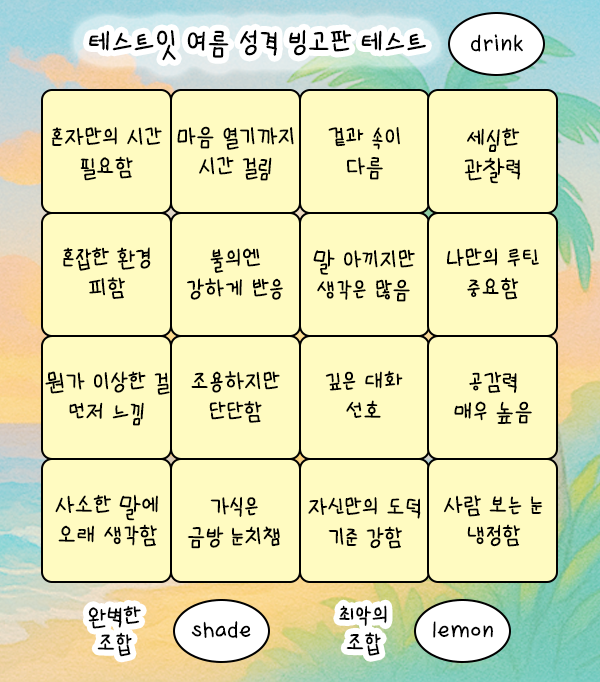 테스트잇 여름 성격 빙고판 테스트
drink
혼자만의 시간
필요함
마음 열기까지
시간 걸림
겉과 속이
다름
세심한
관찰력
혼잡한 환경
피함
불의엔
강하게 반응
말 아끼지만
생각은 많음
나만의 루틴
중요함
뭔가 이상한 걸
먼저 느낌
조용하지만
단단함
깊은 대화
선호
공감력
매우 높음
사소한 말에
오래 생각함
가식은
금방 눈치챔
자신만의 도덕
기준 강함
사람 보는 눈
냉정함
완벽한
조합
shade
최악의
조합
lemon